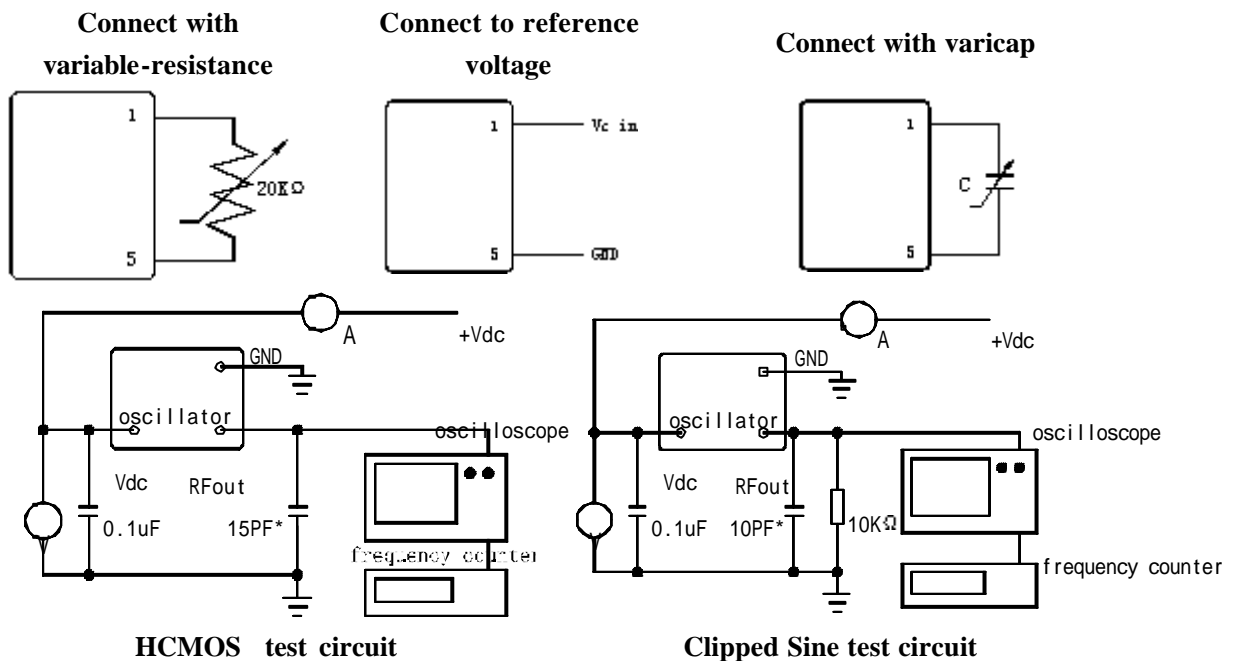 Connect with
variable-resistance
Connect to reference
voltage
Connect with varicap
1
20KΩ
5
1
Vc in
5
GND
1
C
5
A
+Vdc
GND
oscillator
oscilloscope
Vdc
RFout
0.1uF
15PF*
frequency counter
HCMOS test circuit
A
+Vdc
GND
oscillator
oscilloscope
Vdc
RFout
0.1uF
10PF*
10KΩ
frequency counter
Clipped Sine test circuit